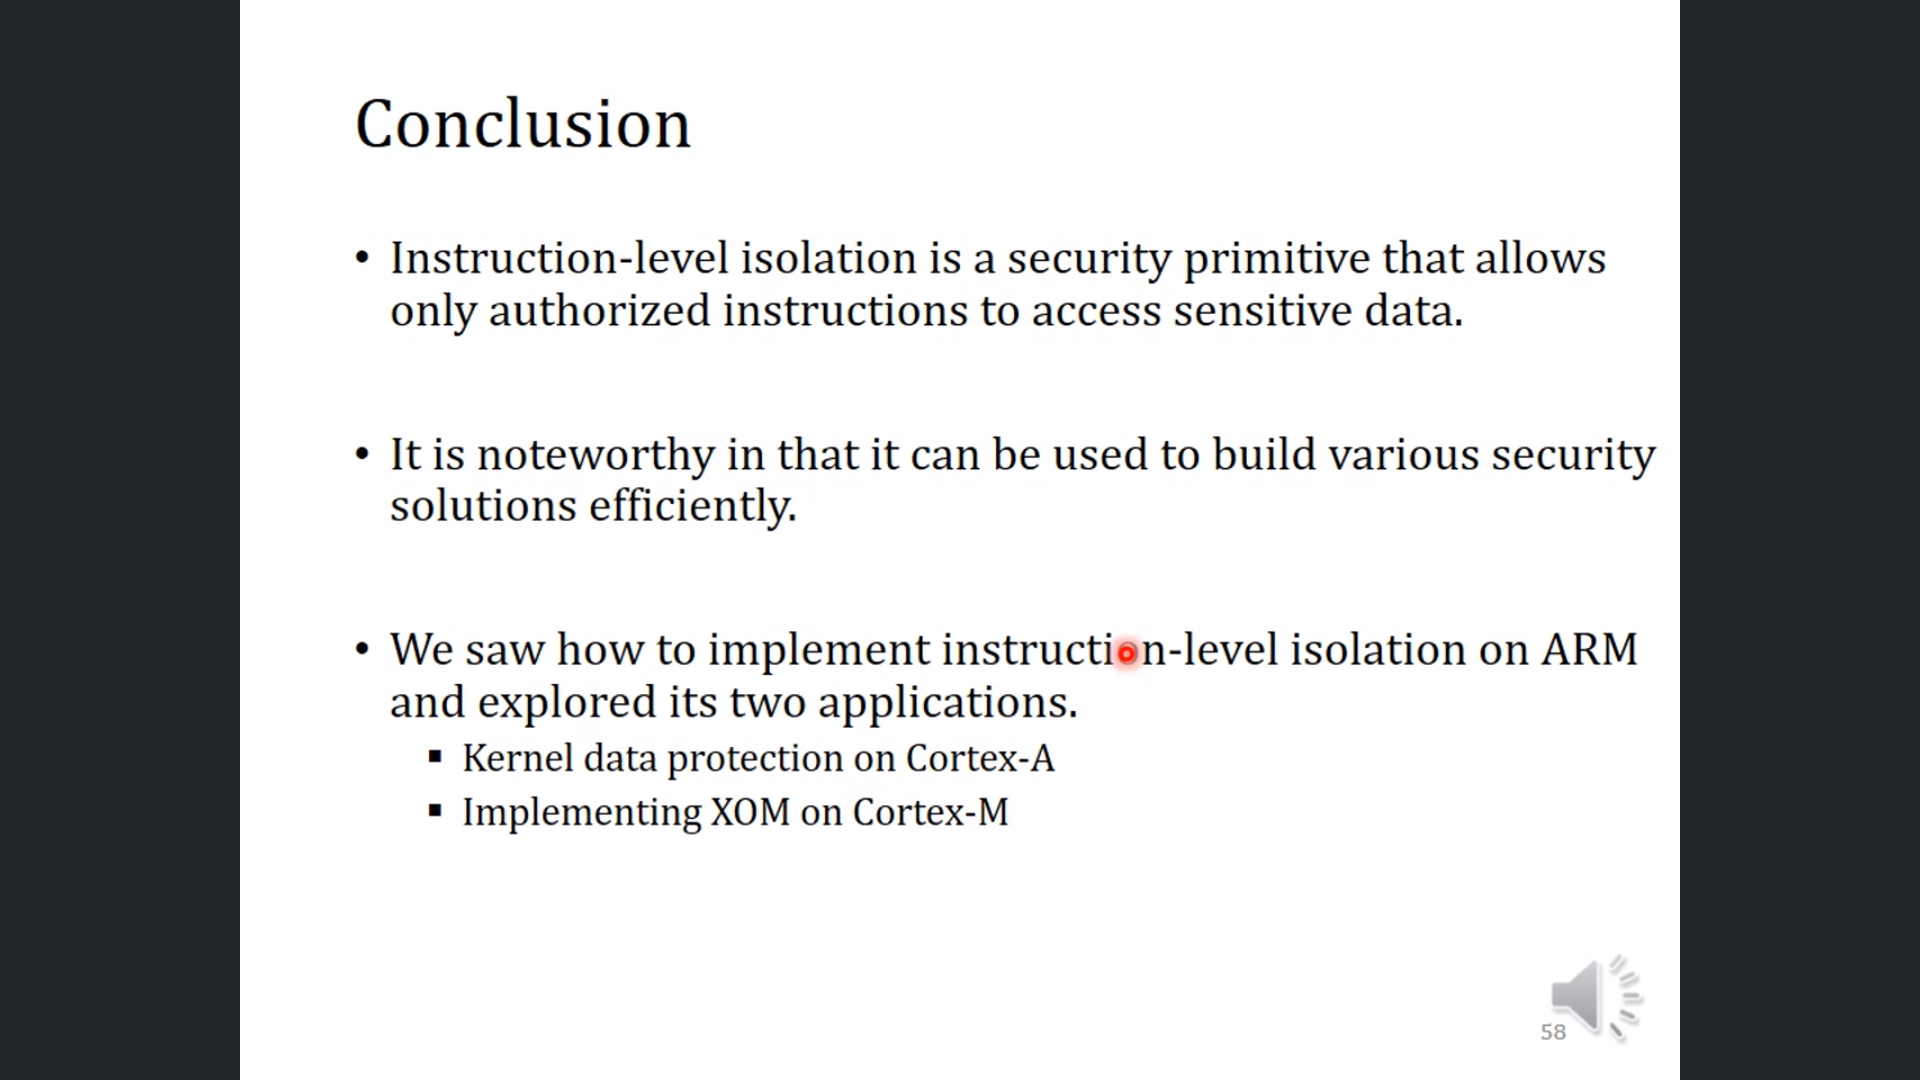 Conclusion
• Instruction-level isolation is a security primitive that allows
only authorized instructions to access sensitive data.
• It is noteworthy in that it can be used to build various security
solutions efficiently.
• We saw how to implement instruction-level isolation on ARM
and explored its two applications.
▪ Kernel data protection on Cortex-A
▪ Implementing XOM on Cortex-M
58